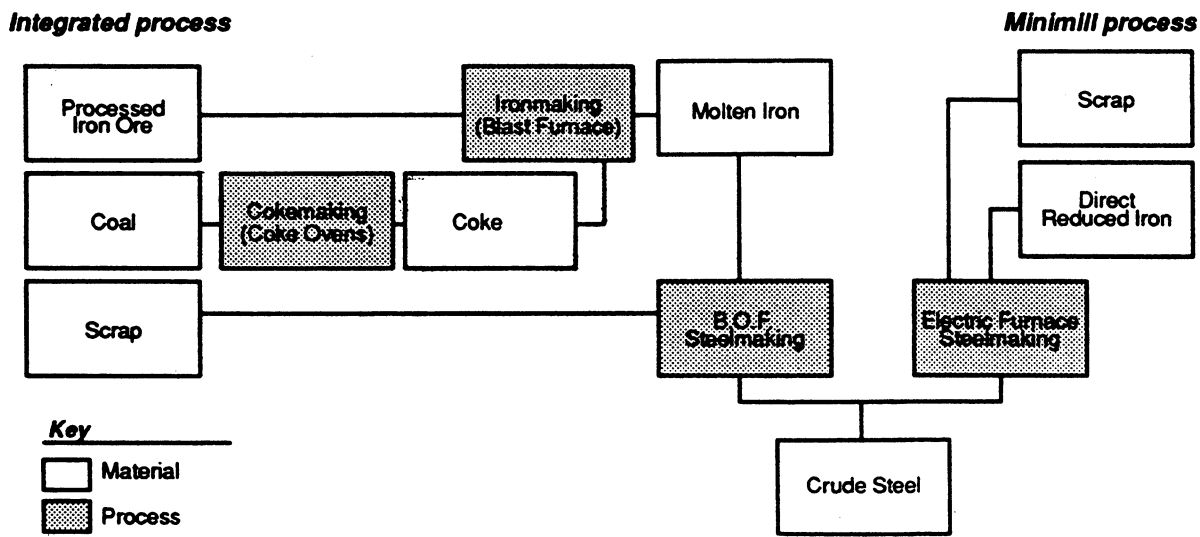 Integrated process
Minimill process
Processed
Iron Ore
Ironmaking
(Blast Furnace)
Molten Iron
Scrap
Coal
Cokemaking
(Coke Ovens)
Coke
Direct
Reduced Iron
Scrap
B.O.F.
Steelmaking
Electric Furnace
Steelmaking
Key
Material
Process
Crude Steel